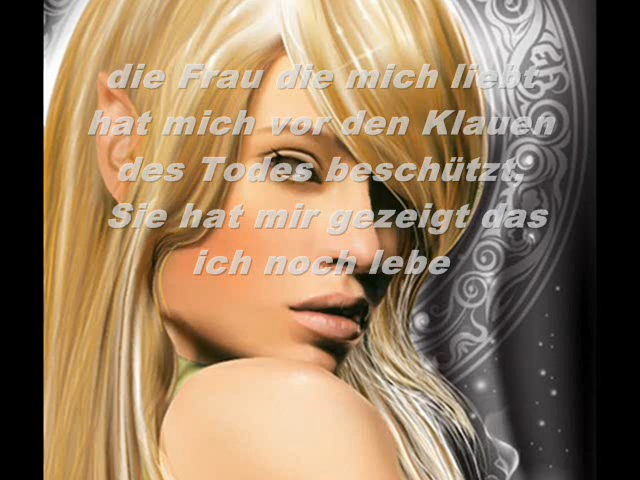 die Frau die mich liebt
hat mich vor den Klauen
des Todes beschützt,
Sie hat mir gezeigt das
ich noch lebe